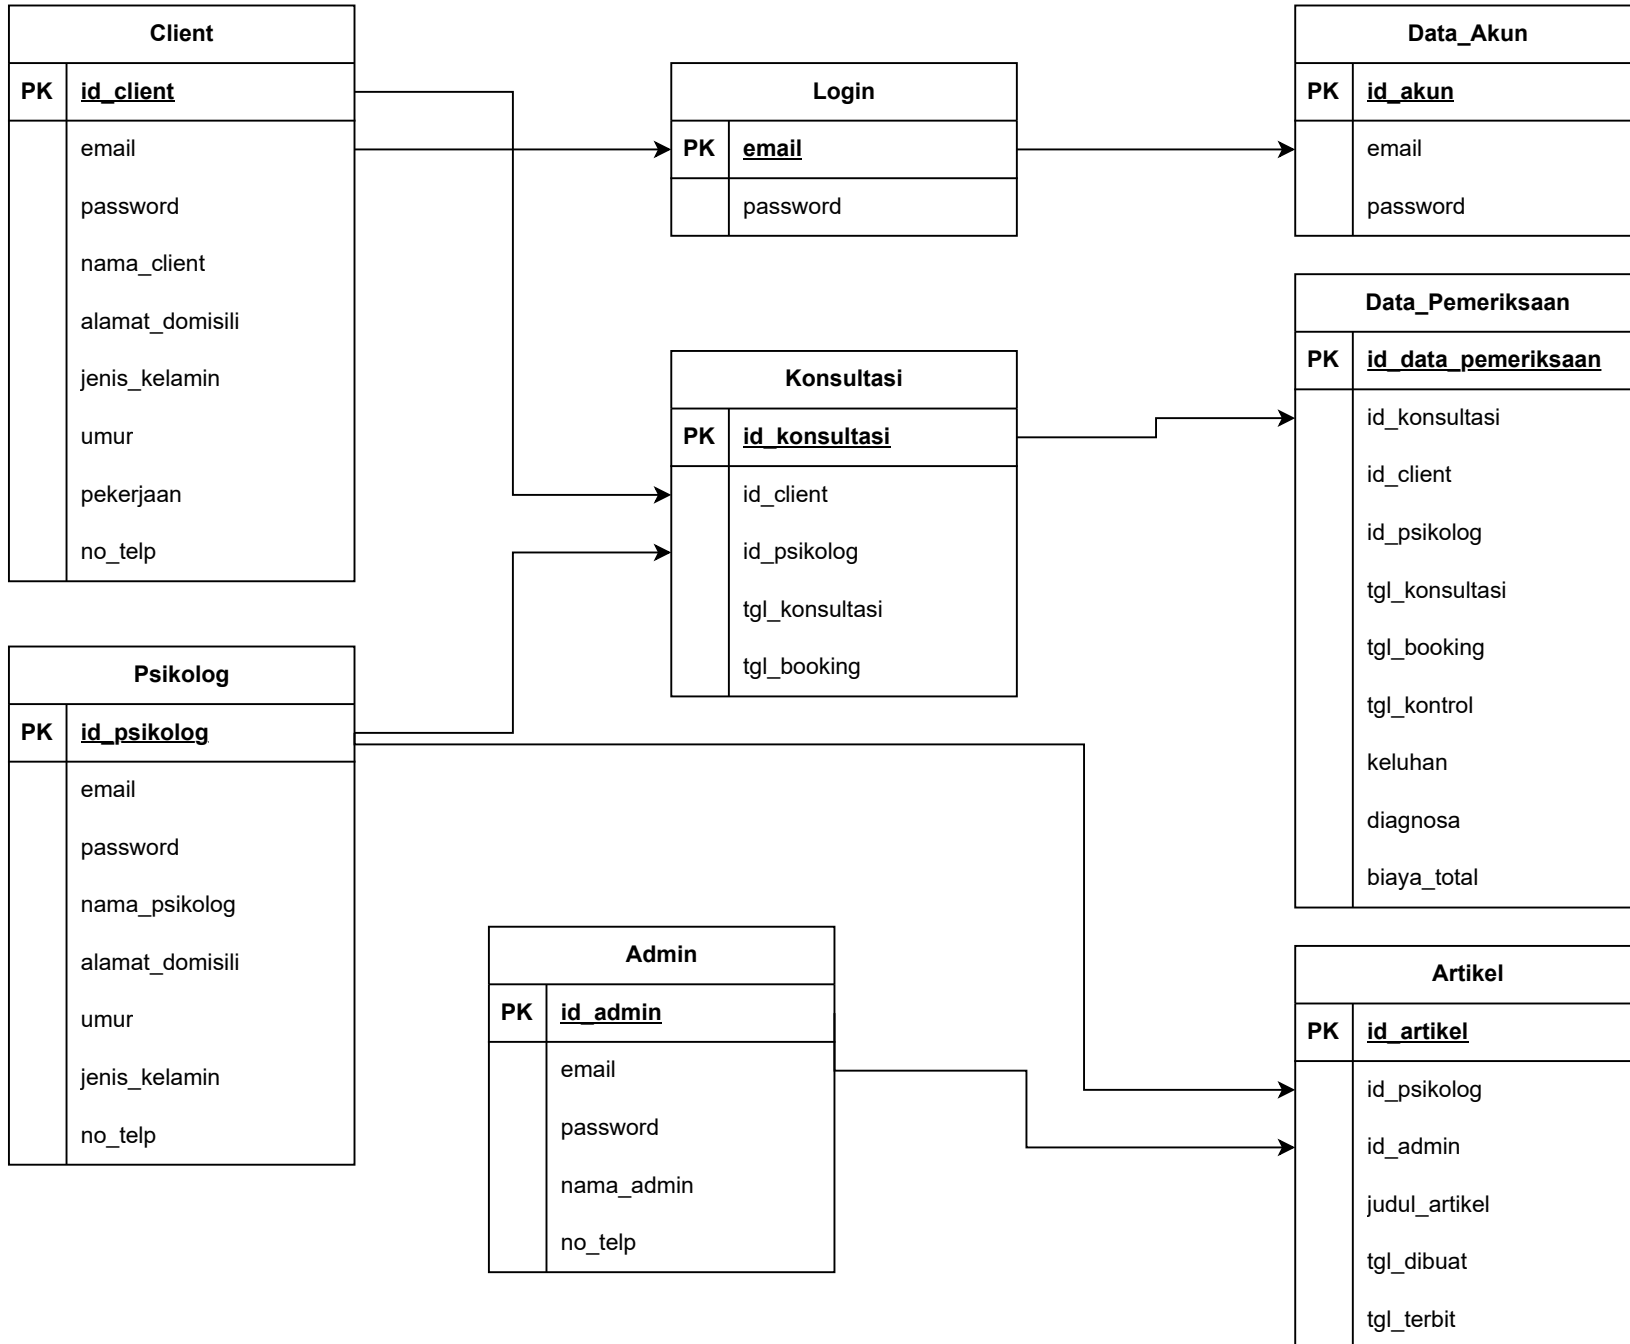 Client
PK id_client
email
password
nama_client
alamat_domisili
jenis_kelamin
umur
pekerjaan
no_telp
Login
PK email
password
Data_Akun
PK id_akun
email
password
Data_Pemeriksaan
PK id_data_pemeriksaan
id_konsultasi
id_client
id_psikolog
tgl_konsultasi
tgl_booking
tgl_kontrol
keluhan
diagnosa
biaya_total
Konsultasi
PK id_konsultasi
id_client
id_psikolog
tgl_konsultasi
tgl_booking
Psikolog
PK id_psikolog
email
password
nama_psikolog
alamat_domisili
umur
jenis_kelamin
no_telp
Admin
PK id_admin
email
password
nama_admin
no_telp
Artikel
PK id_artikel
id_psikolog
id_admin
judul_artikel
tgl_dibuat
tgl_terbit